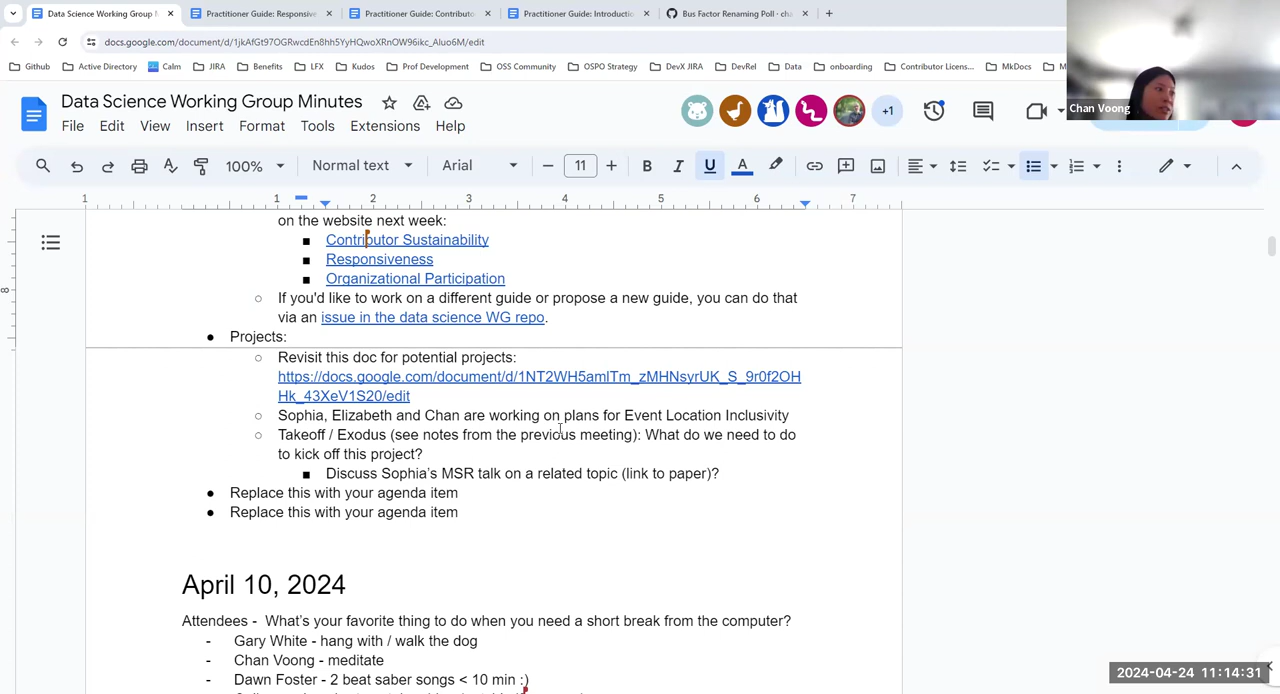 Data Science Working Group M
Practitioner Guide: Responsive
Practitioner Guide: Contributo
Practitioner Guide: Introductio
Bus Factor Renaming Poll · cha
docs.google.com/document/d/1jkAfGt97OGRwcdEn8hh5YyHQwoXRnOW96ikc_Aluo6M/edit
Github
Active Directory
Calm
JIRA
Benefits
LFX
Kudos
Prof Development
OSS Community
OSPO Strategy
DevX JIRA
DevRel
Data
onboarding
Contributor Licens...
MkDocs
Chan Voong
Data Science Working Group Minutes
+1
File Edit View Insert Format Tools Extensions Help
100% Normal text Arial 11 B I U A
1 1 2 3 4 5 6 7
8
on the website next week:
■ Contributor Sustainability
■ Responsiveness
■ Organizational Participation
○ If you'd like to work on a different guide or propose a new guide, you can do that
via an issue in the data science WG repo.
● Projects:
○ Revisit this doc for potential projects:
https://docs.google.com/document/d/1NT2WH5amlTm_zMHNsyrUK_S_9r0f2OH
Hk_43XeV1S20/edit
○ Sophia, Elizabeth and Chan are working on plans for Event Location Inclusivity
○ Takeoff / Exodus (see notes from the previous meeting): What do we need to do
to kick off this project?
■ Discuss Sophia's MSR talk on a related topic (link to paper)?
● Replace this with your agenda item
● Replace this with your agenda item
April 10, 2024
Attendees - What's your favorite thing to do when you need a short break from the computer?
- Gary White - hang with / walk the dog
- Chan Voong - meditate
- Dawn Foster - 2 beat saber songs < 10 min :)
2024-04-24 11:14:31